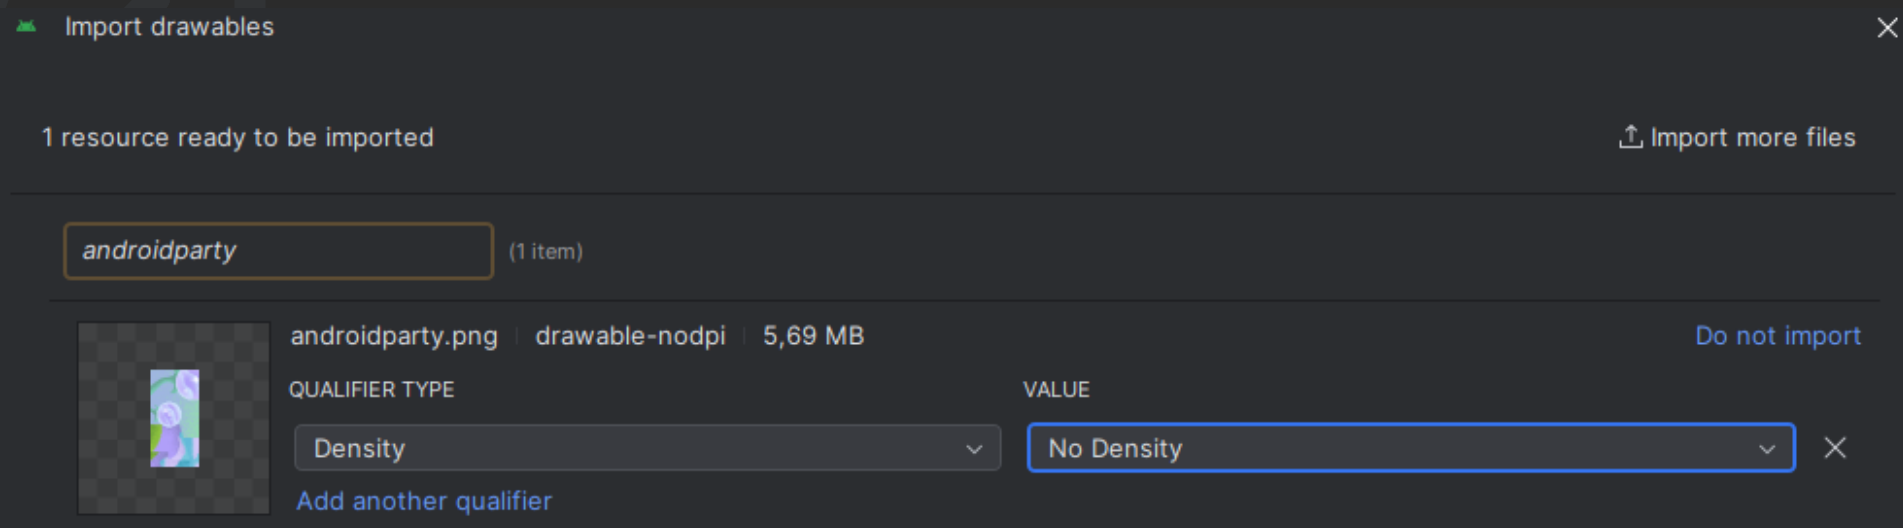 Import drawables
1 resource ready to be imported
Import more files
androidparty
(1 item)
androidparty.png
drawable-nodpi
5,69 MB
Do not import
QUALIFIER TYPE
VALUE
Density
No Density
Add another qualifier